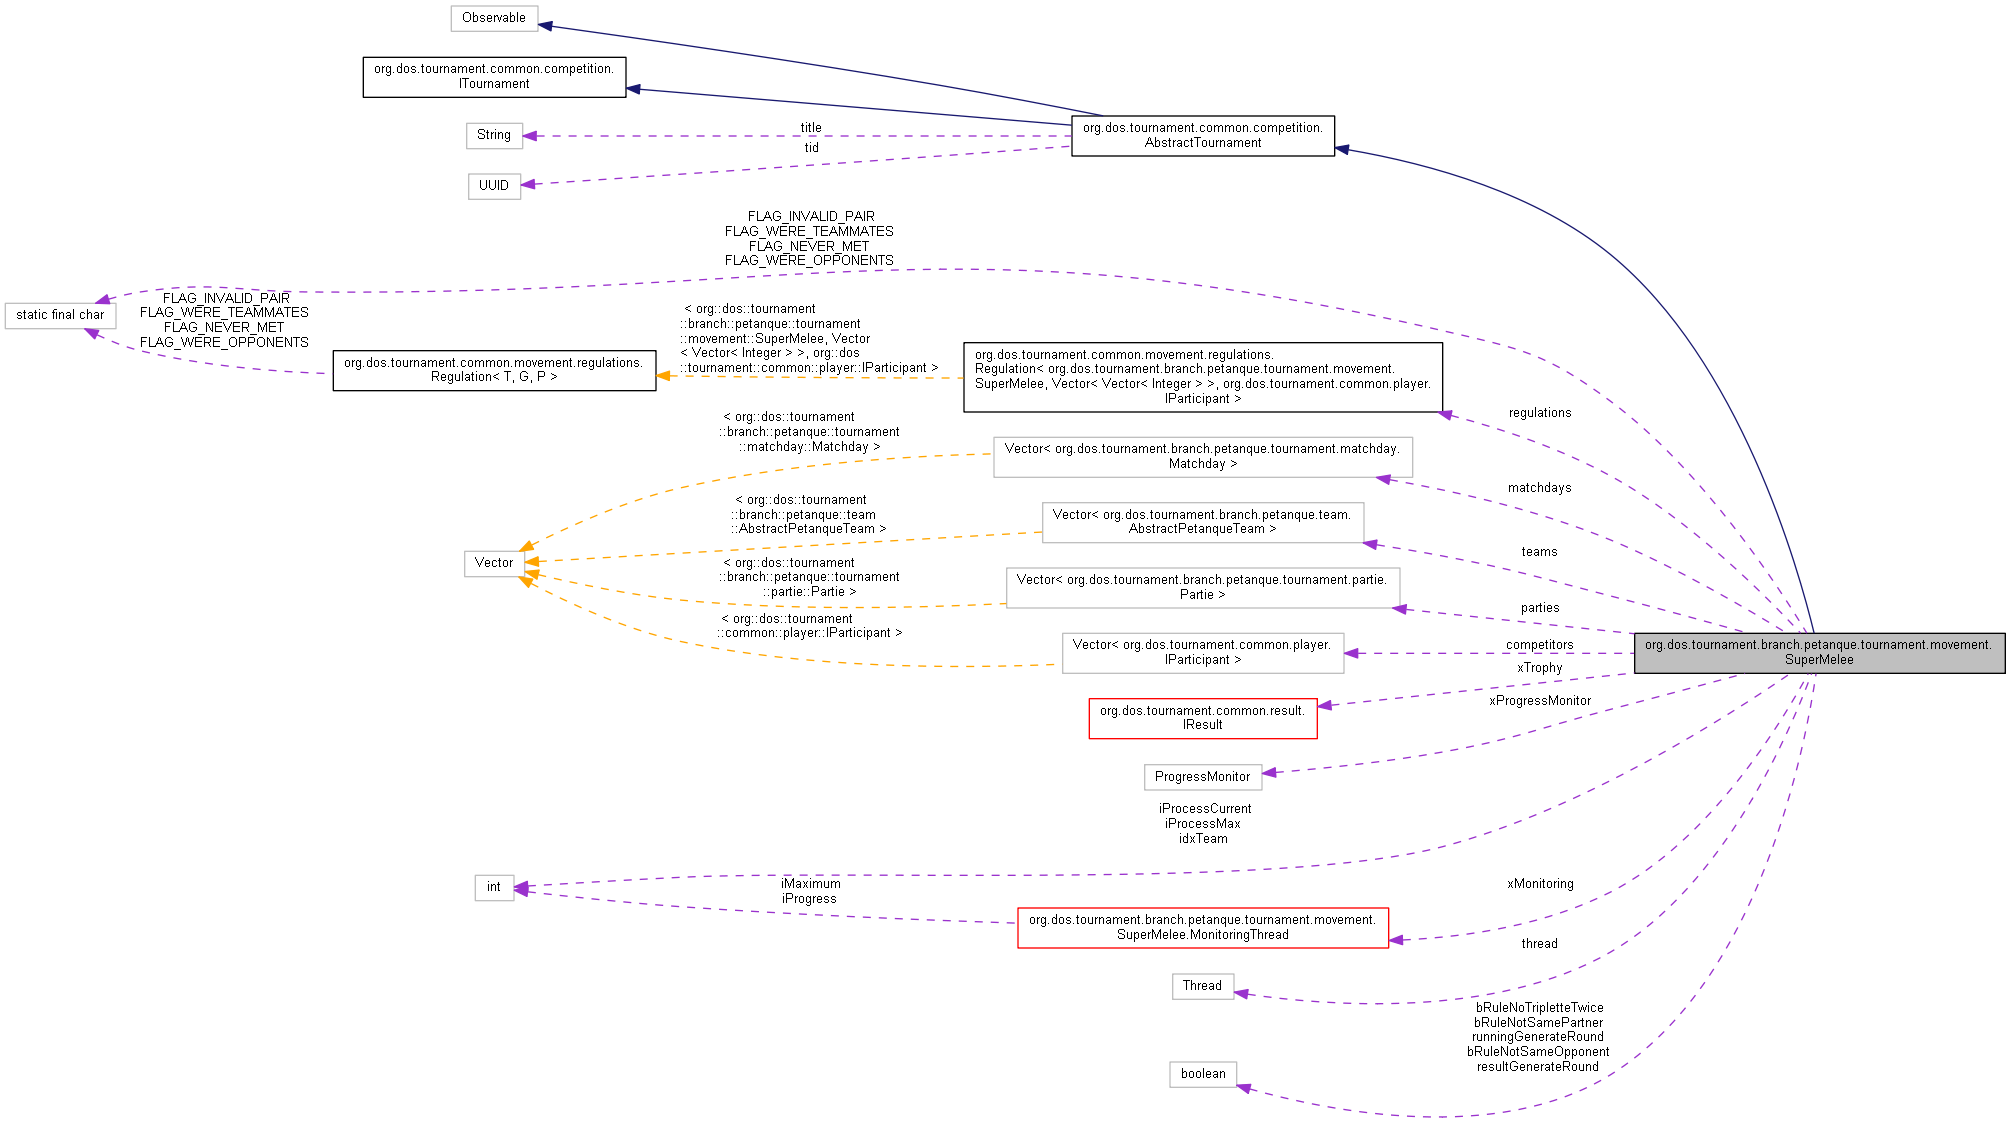 Observable
org.dos.tournament.common.competition.
ITournament
String
UUID
title
tid
org.dos.tournament.common.competition.
AbstractTournament
FLAG_INVALID_PAIR
FLAG_WERE_TEAMMATES
FLAG_NEVER_MET
FLAG_WERE_OPPONENTS
static final char
FLAG_INVALID_PAIR
FLAG_WERE_TEAMMATES
FLAG_NEVER_MET
FLAG_WERE_OPPONENTS
org.dos.tournament.common.movement.regulations.
Regulation< T, G, P >
< org::dos::tournament
::branch::petanque::tournament
::movement::SuperMelee, Vector
< Vector< Integer > >, org::dos
::tournament::common::player::IParticipant >
org.dos.tournament.common.movement.regulations.
Regulation< org.dos.tournament.branch.petanque.tournament.movement.
SuperMelee, Vector< Vector< Integer > >, org.dos.tournament.common.player.
IParticipant >
regulations
< org::dos::tournament
::branch::petanque::tournament
::matchday::Matchday >
Vector< org.dos.tournament.branch.petanque.tournament.matchday.
Matchday >
matchdays
< org::dos::tournament
::branch::petanque::team
::AbstractPetanqueTeam >
Vector< org.dos.tournament.branch.petanque.team.
AbstractPetanqueTeam >
teams
Vector
< org::dos::tournament
::branch::petanque::tournament
::partie::Partie >
Vector< org.dos.tournament.branch.petanque.tournament.partie.
Partie >
parties
< org::dos::tournament
::common::player::IParticipant >
Vector< org.dos.tournament.common.player.
IParticipant >
competitors
org.dos.tournament.branch.petanque.tournament.movement.
SuperMelee
xTrophy
org.dos.tournament.common.result.
IResult
xProgressMonitor
ProgressMonitor
iProcessCurrent
iProcessMax
idxTeam
int
iMaximum
iProgress
org.dos.tournament.branch.petanque.tournament.movement.
SuperMelee.MonitoringThread
xMonitoring
thread
Thread
bRuleNoTripletteTwice
bRuleNotSamePartner
runningGenerateRound
bRuleNotSameOpponent
resultGenerateRound
boolean